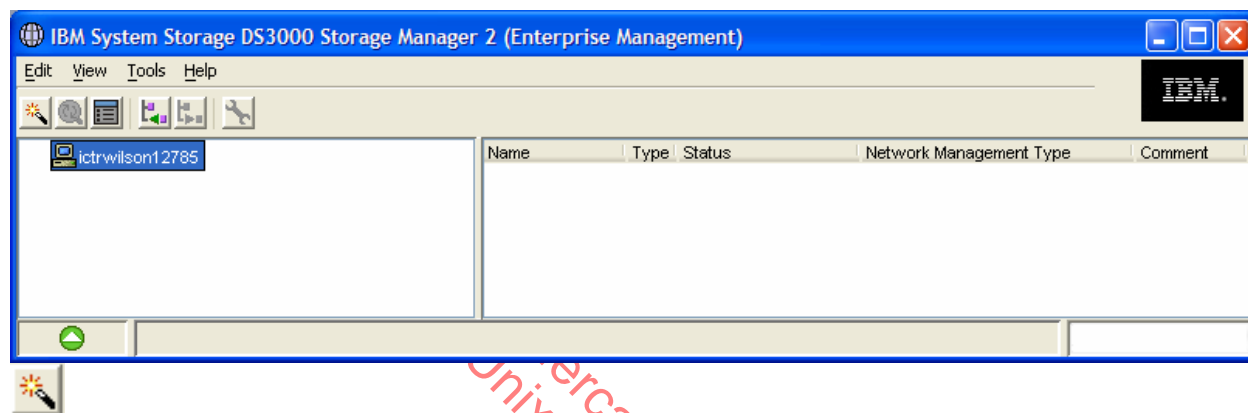 IBM System Storage DS3000 Storage Manager 2 (Enterprise Management)
Edit View Tools Help
IBM.
ictrwilson12785
Name Type Status Network Management Type Comment